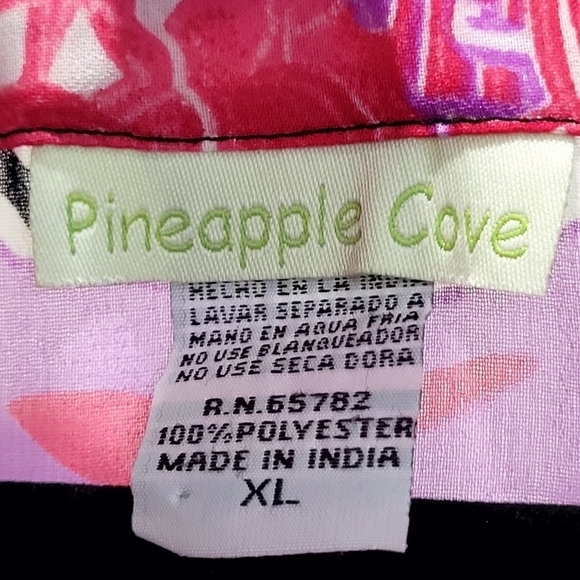 Pineapple Cove
HECHO EN LA INDIA
LAVAR SEPARADO A
MANO EN AGUA FRIA
NO USE BLANQUEADOR
NO USE SECA DORA
R.N.65782
100%POLYESTER
MADE IN INDIA
XL